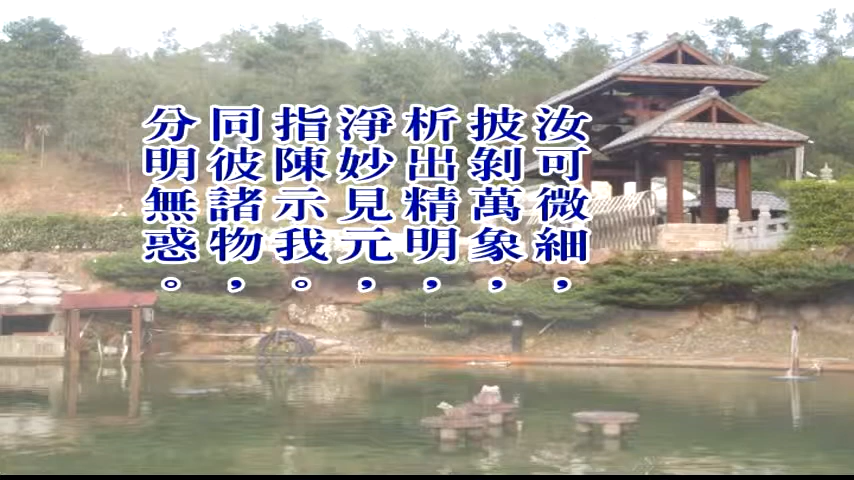 汝可微細，
披剝萬象，
析出精明，
淨妙見元，
指陳示我。
同彼諸物，
分明無惑。